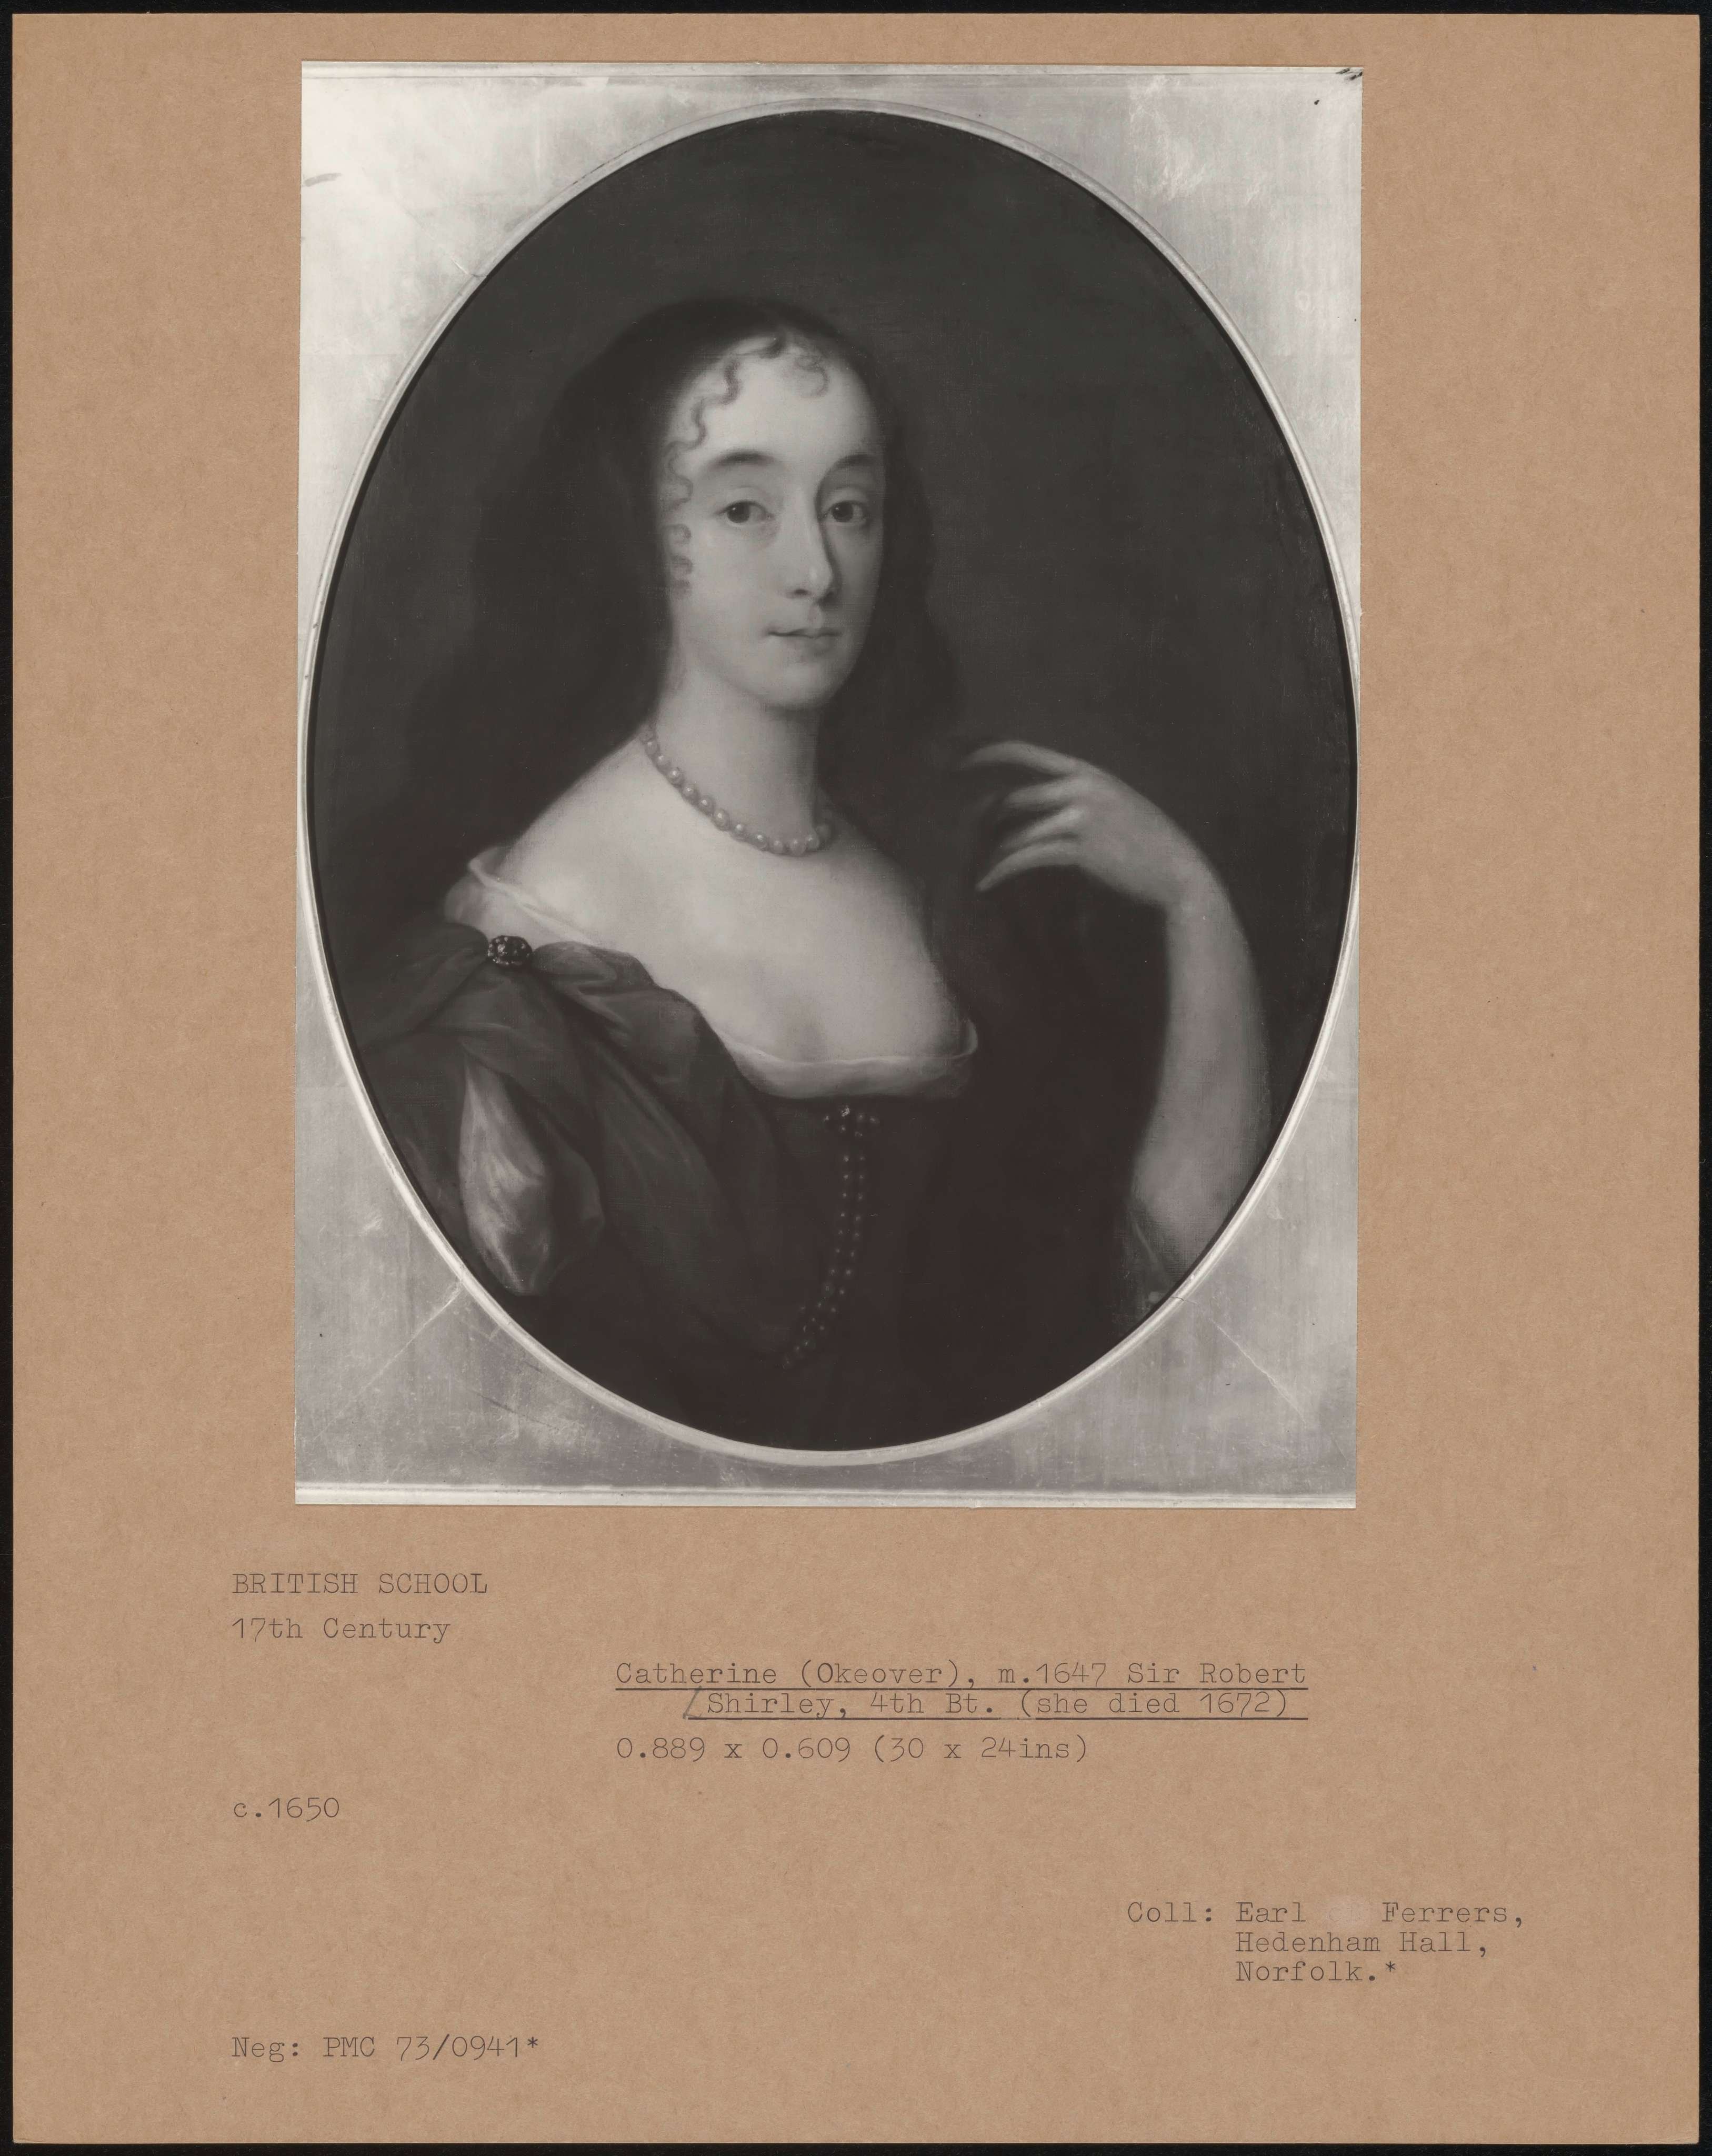 BRITISH SCHOOL
17th Century
Catherine (Okeover), m.1647 Sir Robert
Shirley, 4th Bt. (she died 1672)
0.889 x 0.609 (30 x 24ins)
c.1650
Coll: Earl Ferrers,
Hedenham Hall,
Norfolk.*
Neg: PMC 73/0941*